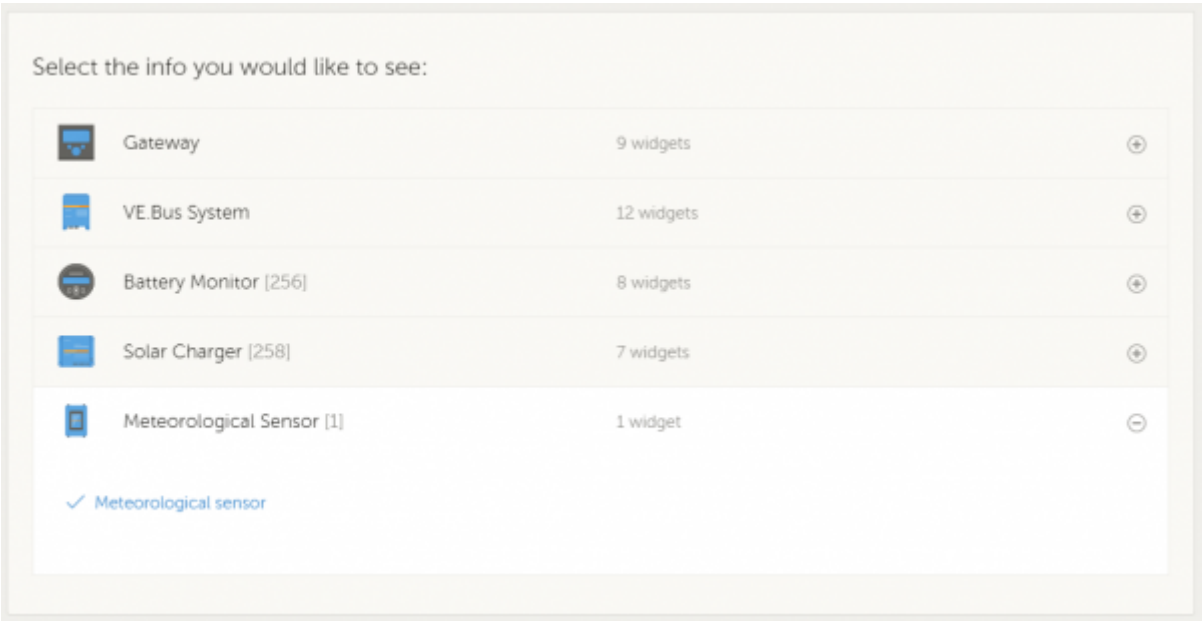 Select the info you would like to see:
Gateway 9 widgets
VE.Bus System 12 widgets
Battery Monitor [256] 8 widgets
Solar Charger [258] 7 widgets
Meteorological Sensor [1] 1 widget
Meteorological sensor